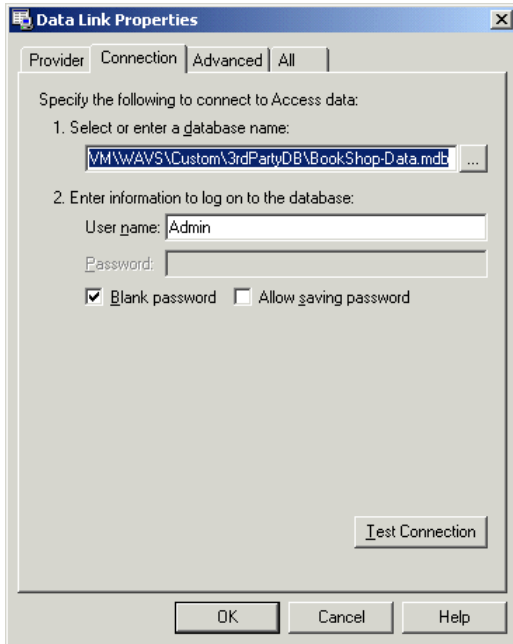 Data Link Properties
Provider Connection Advanced All
Specify the following to connect to Access data:
1. Select or enter a database name:
VM\WAVS\Custom\3rdPartyDB\BookShop-Data.mdb ...
2. Enter information to log on to the database:
User name: Admin
Password:
Blank password Allow saving password
Test Connection
OK Cancel Help